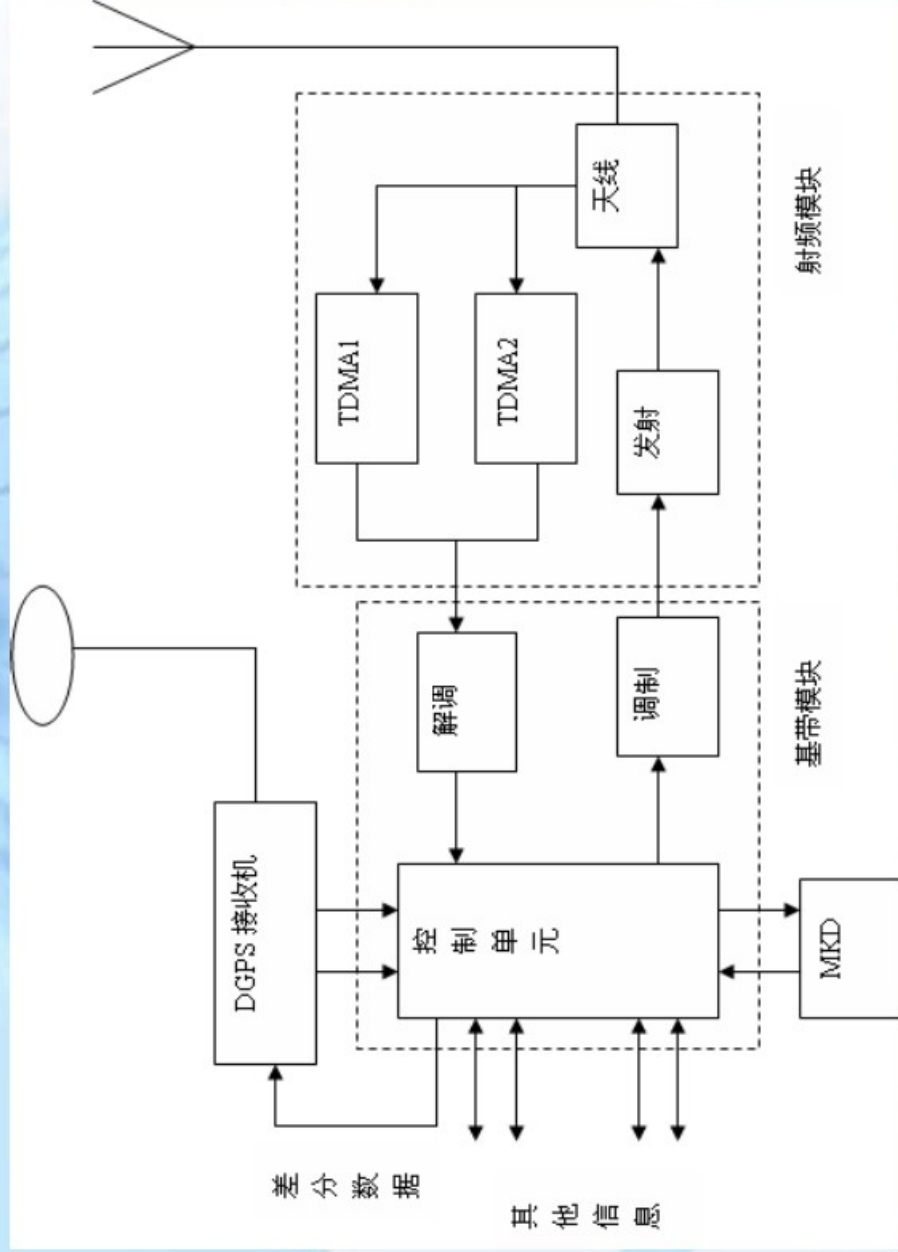 差分数据
其他信息
DGPS 接收机
控制单元
MKD
解调
调制
基带模块
TDMA1
TDMA2
发射
天线
射频模块